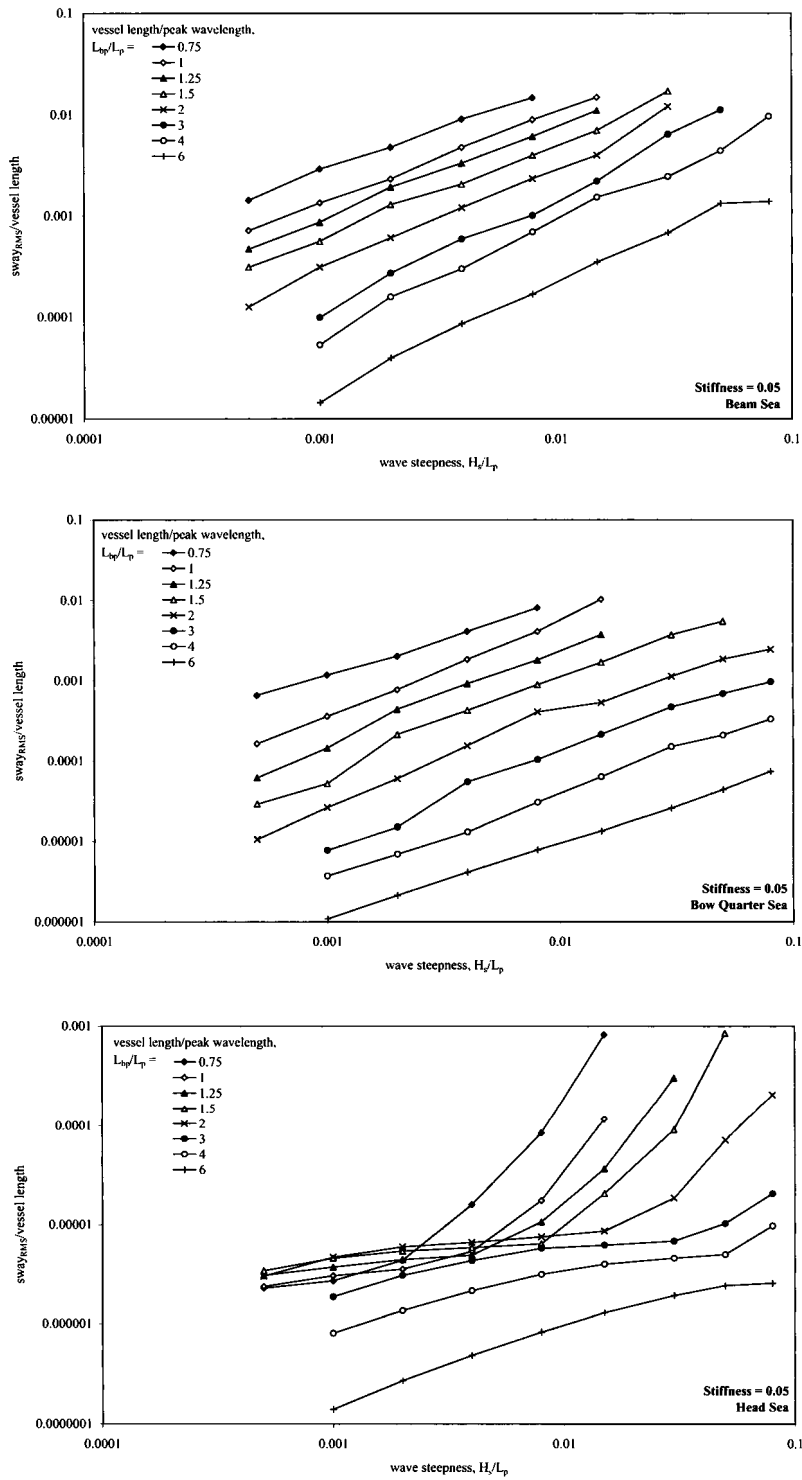 0.1
vessel length/peak wavelength,
Lbp/Lp = 0.75
1
1.25
1.5
2
3
4
6
0.01
0.001
0.0001
0.00001
swayRMS/vessel length
Stiffness = 0.05
Beam Sea
0.0001 0.001 0.01 0.1
wave steepness, Hs/Lp
0.1
vessel length/peak wavelength,
Lbp/Lp = 0.75
1
1.25
1.5
2
3
4
6
0.01
0.001
0.0001
0.00001
0.000001
swayRMS/vessel length
Stiffness = 0.05
Bow Quarter Sea
0.0001 0.001 0.01 0.1
wave steepness, Hs/Lp
0.001
vessel length/peak wavelength,
Lbp/Lp = 0.75
1
1.25
1.5
2
3
4
6
0.0001
0.00001
0.000001
0.0000001
swayRMS/vessel length
Stiffness = 0.05
Head Sea
0.0001 0.001 0.01 0.1
wave steepness, Hs/Lp